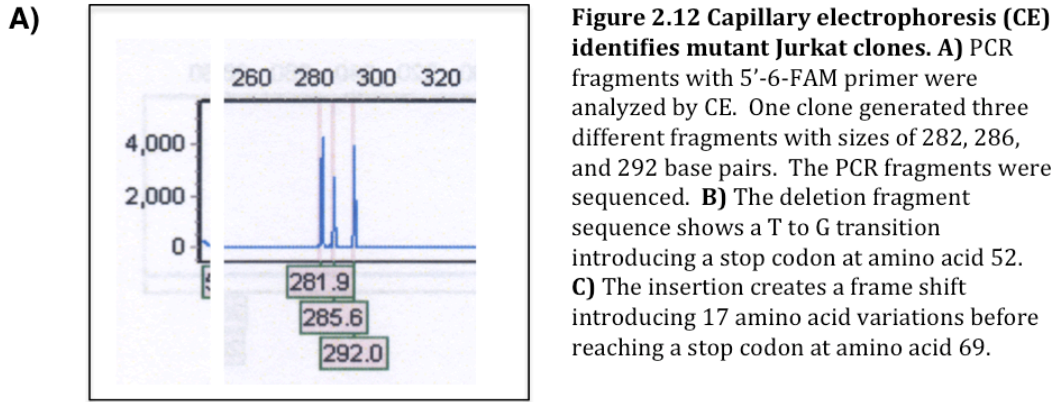 A)
260 280 300 320
4,000
2,000
0
281.9
285.6
292.0
Figure 2.12 Capillary electrophoresis (CE)
identifies mutant Jurkat clones. A) PCR
fragments with 5’-6-FAM primer were
analyzed by CE.  One clone generated three
different fragments with sizes of 282, 286,
and 292 base pairs.  The PCR fragments were
sequenced.  B) The deletion fragment
sequence shows a T to G transition
introducing a stop codon at amino acid 52.
C) The insertion creates a frame shift
introducing 17 amino acid variations before
reaching a stop codon at amino acid 69.